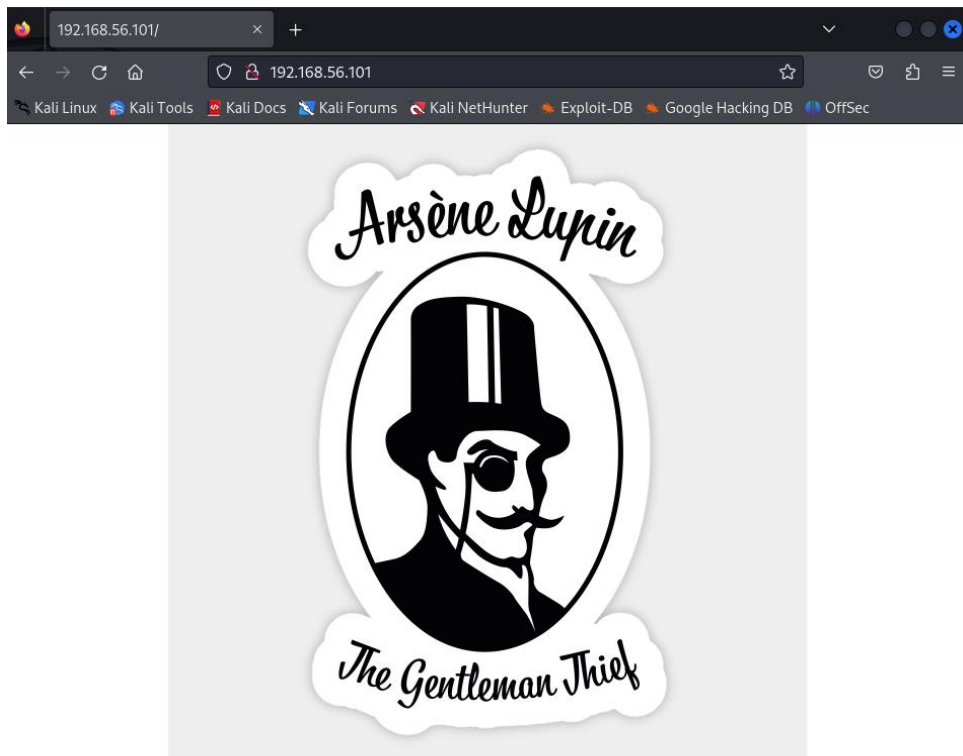 192.168.56.101/
192.168.56.101
Kali Linux Kali Tools Kali Docs Kali Forums Kali NetHunter Exploit-DB Google Hacking DB OffSec
Arsène Lupin
The Gentleman Thief